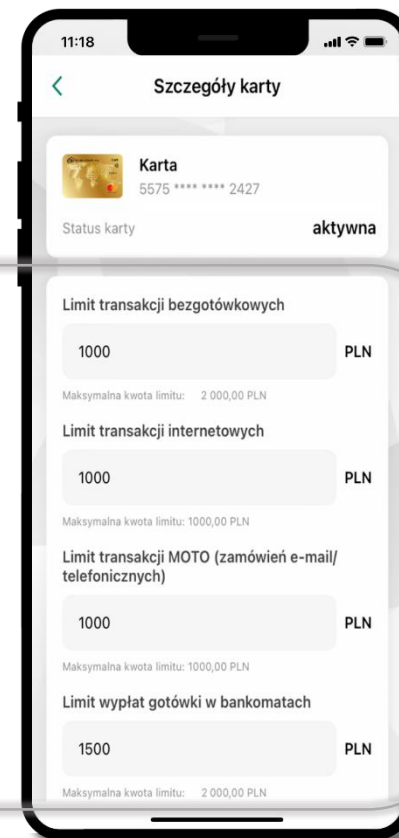 11:18
Szczegóły karty
Karta
5575 **** **** 2427
Status karty aktywna
Limit transakcji bezgotówkowych
1000 PLN
Maksymalna kwota limitu: 2 000,00 PLN
Limit transakcji internetowych
1000 PLN
Maksymalna kwota limitu: 1000,00 PLN
Limit transakcji MOTO (zamówień e-mail/
telefonicznych)
1000 PLN
Maksymalna kwota limitu: 1000,00 PLN
Limit wypłat gotówki w bankomatach
1500 PLN
Maksymalna kwota limitu: 2 000,00 PLN